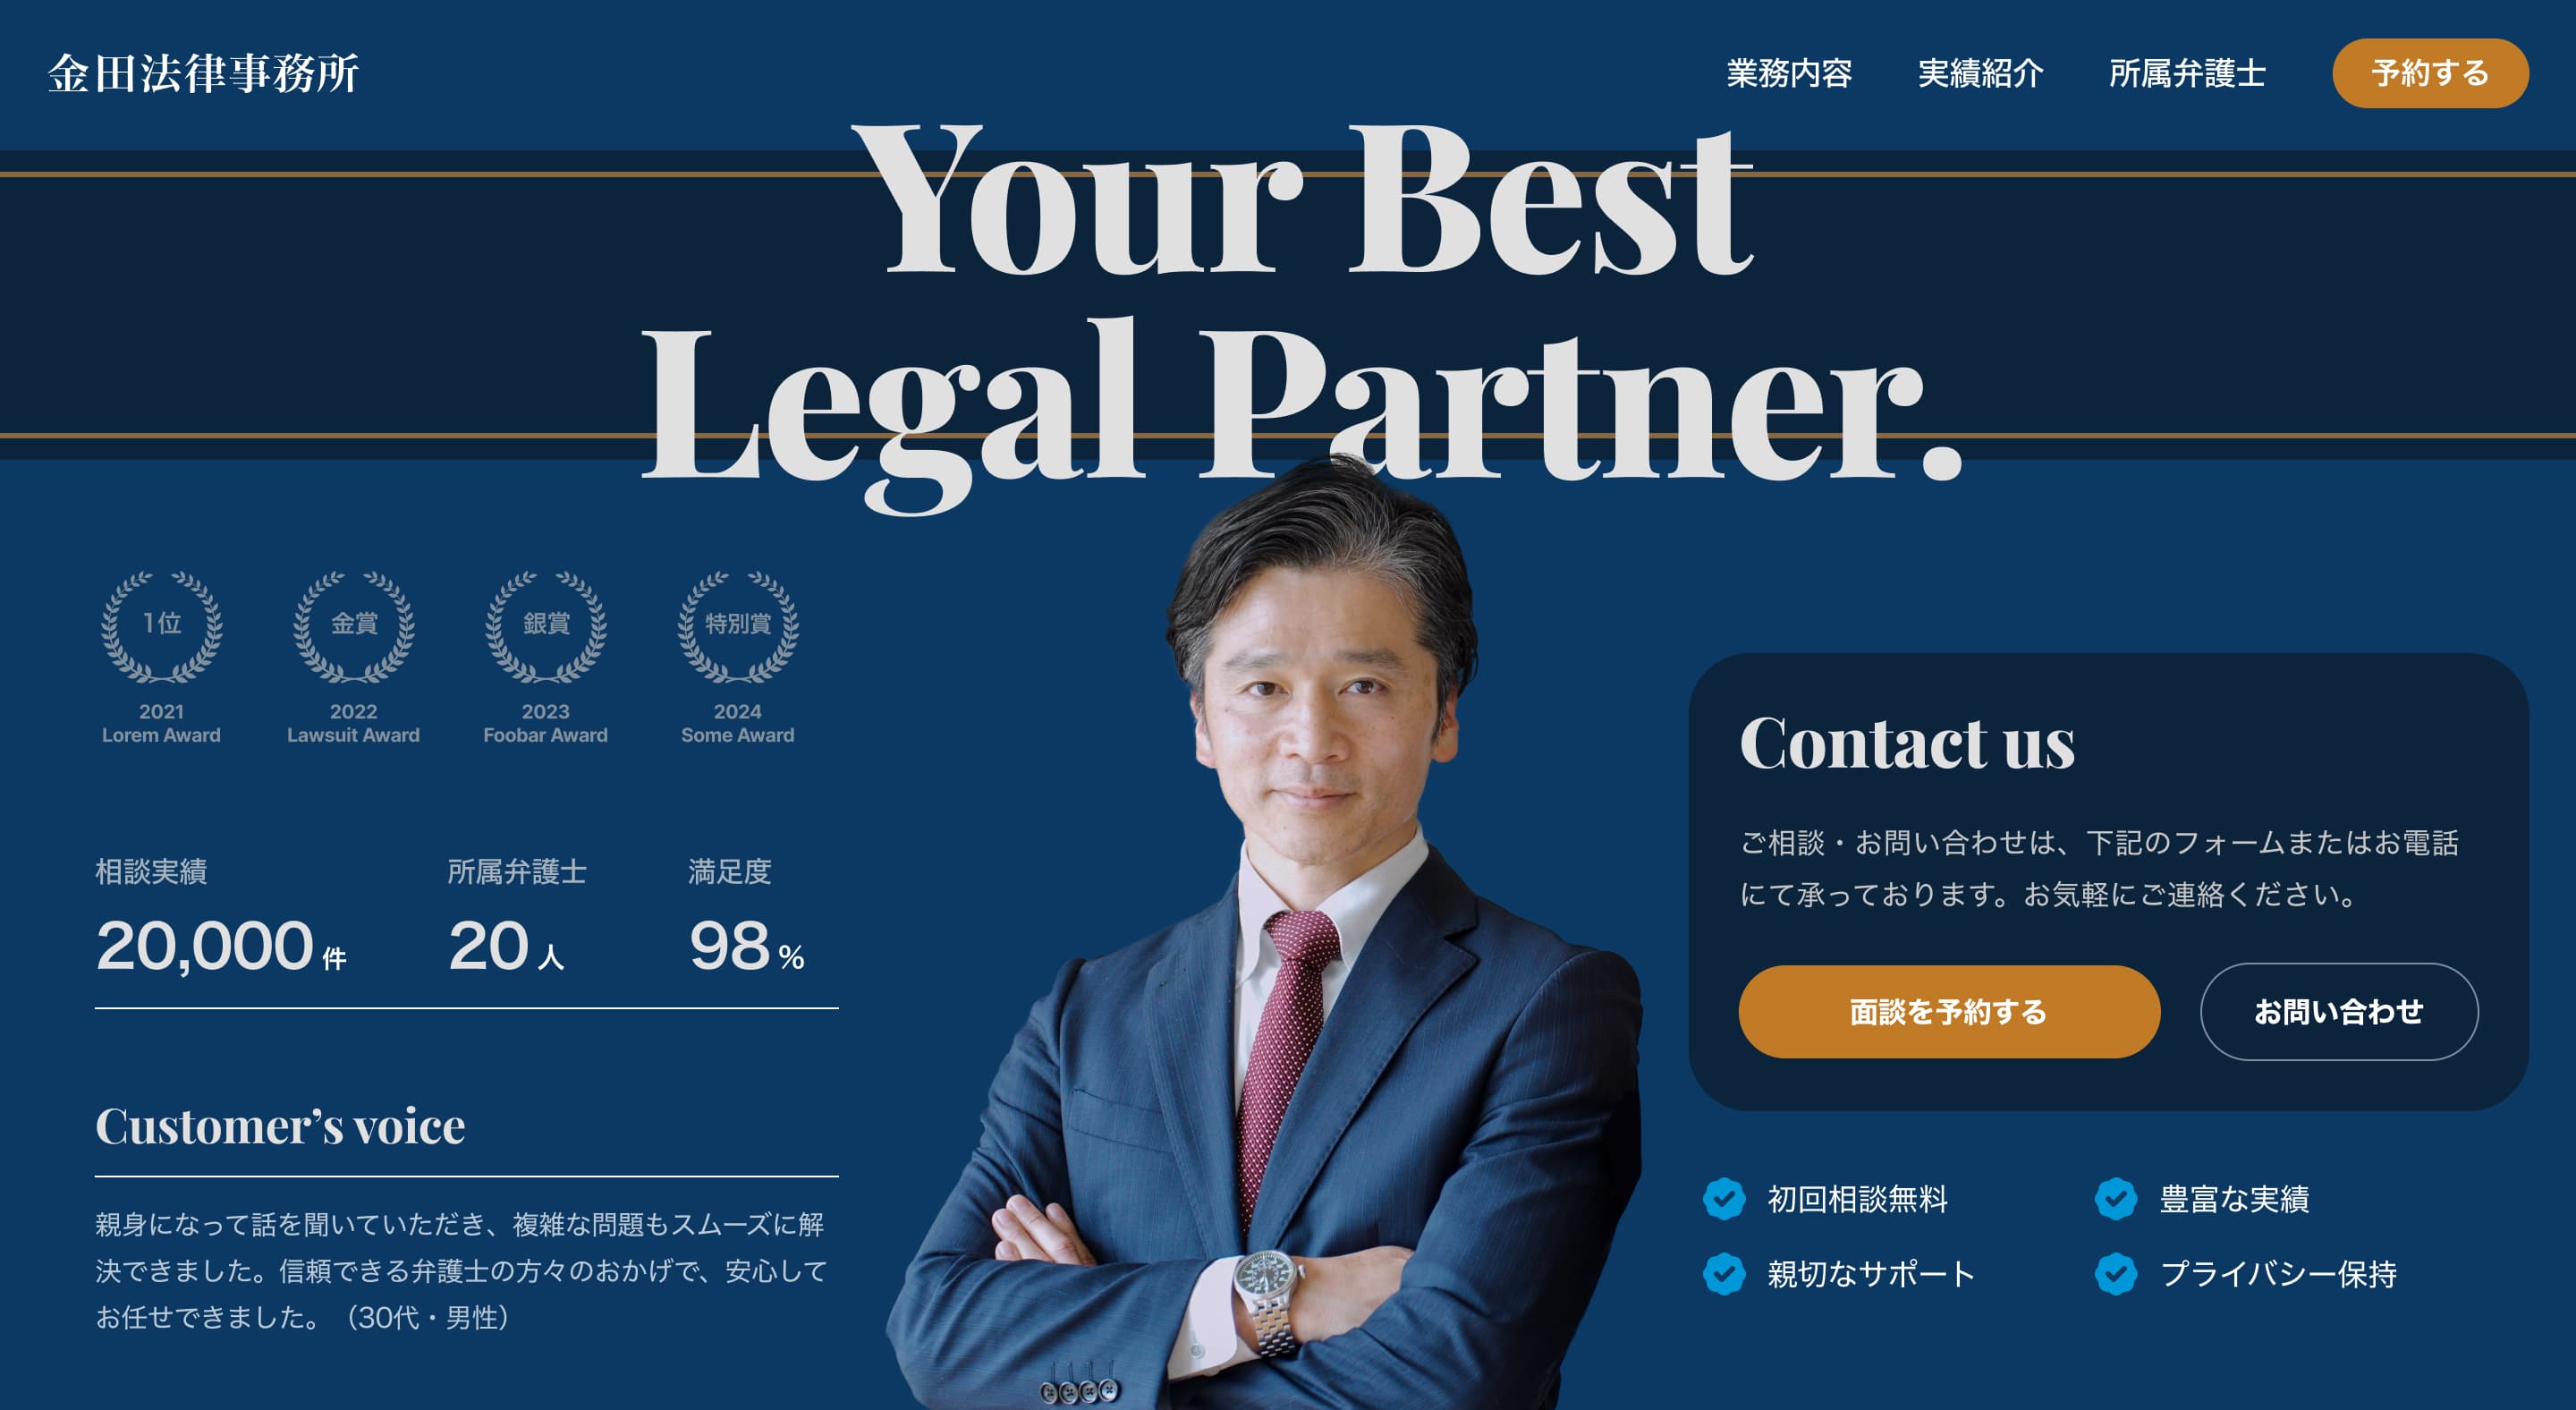 金田法律事務所
業務内容
実績紹介
所属弁護士
予約する
Your Best
Legal Partner.
1位
2021
Lorem Award
金賞
2022
Lawsuit Award
銀賞
2023
Foobar Award
特別賞
2024
Some Award
相談実績
20,000 件
所属弁護士
20 人
満足度
98 %
Customer’s voice
親身になって話を聞いていただき、複雑な問題もスムーズに解
決できました。信頼できる弁護士の方々のおかげで、安心して
お任せできました。（30代・男性）
Contact us
ご相談・お問い合わせは、下記のフォームまたはお電話
にて承っております。お気軽にご連絡ください。
面談を予約する
お問い合わせ
初回相談無料
豊富な実績
親切なサポート
プライバシー保持